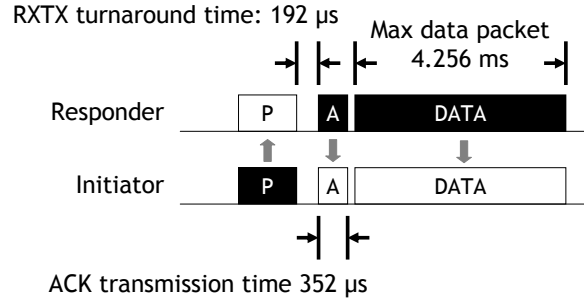 RXTX turnaround time: 192 µs
Max data packet
4.256 ms
Responder P A DATA
Initiator P A DATA
ACK transmission time 352 µs